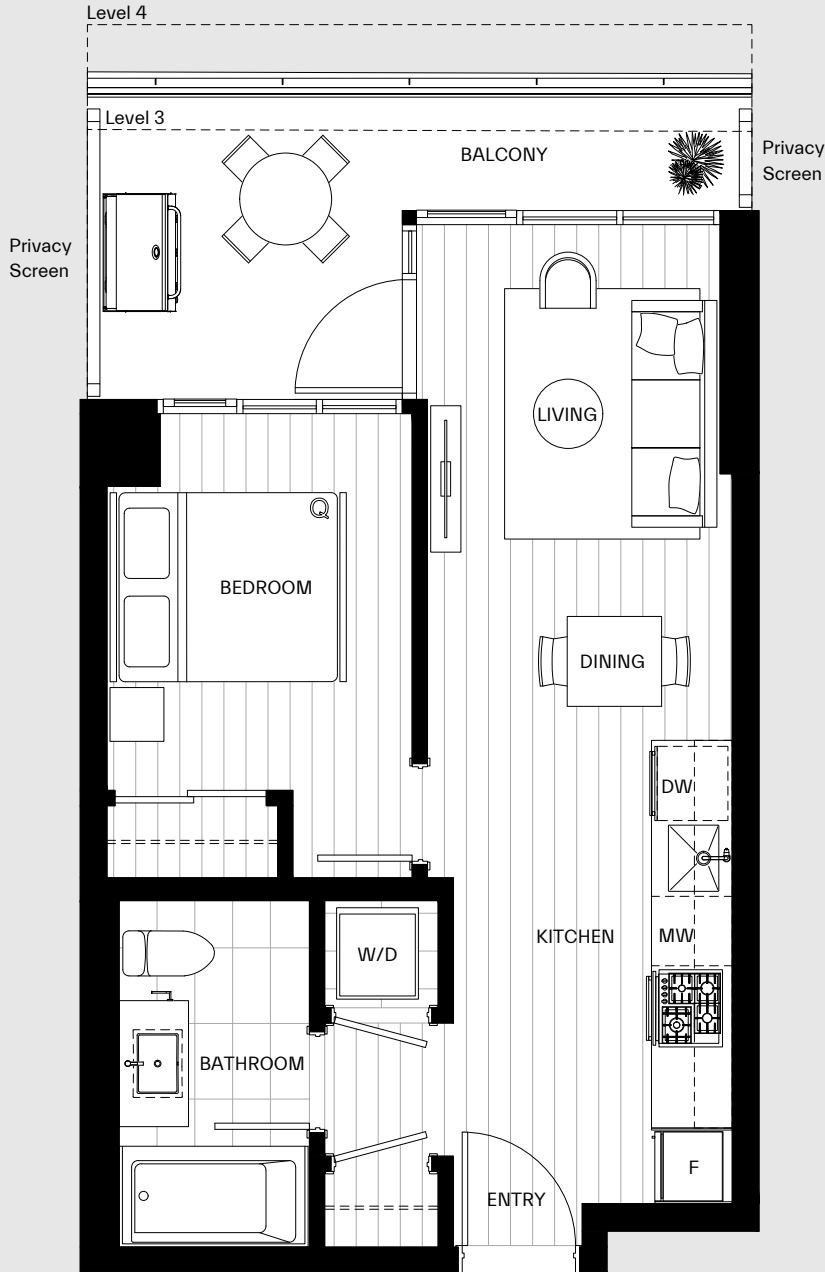 Level 4
Level 3
BALCONY
Privacy
Screen
Privacy
Screen
LIVING
BEDROOM
DINING
DW
KITCHEN
MW
W/D
BATHROOM
F
ENTRY